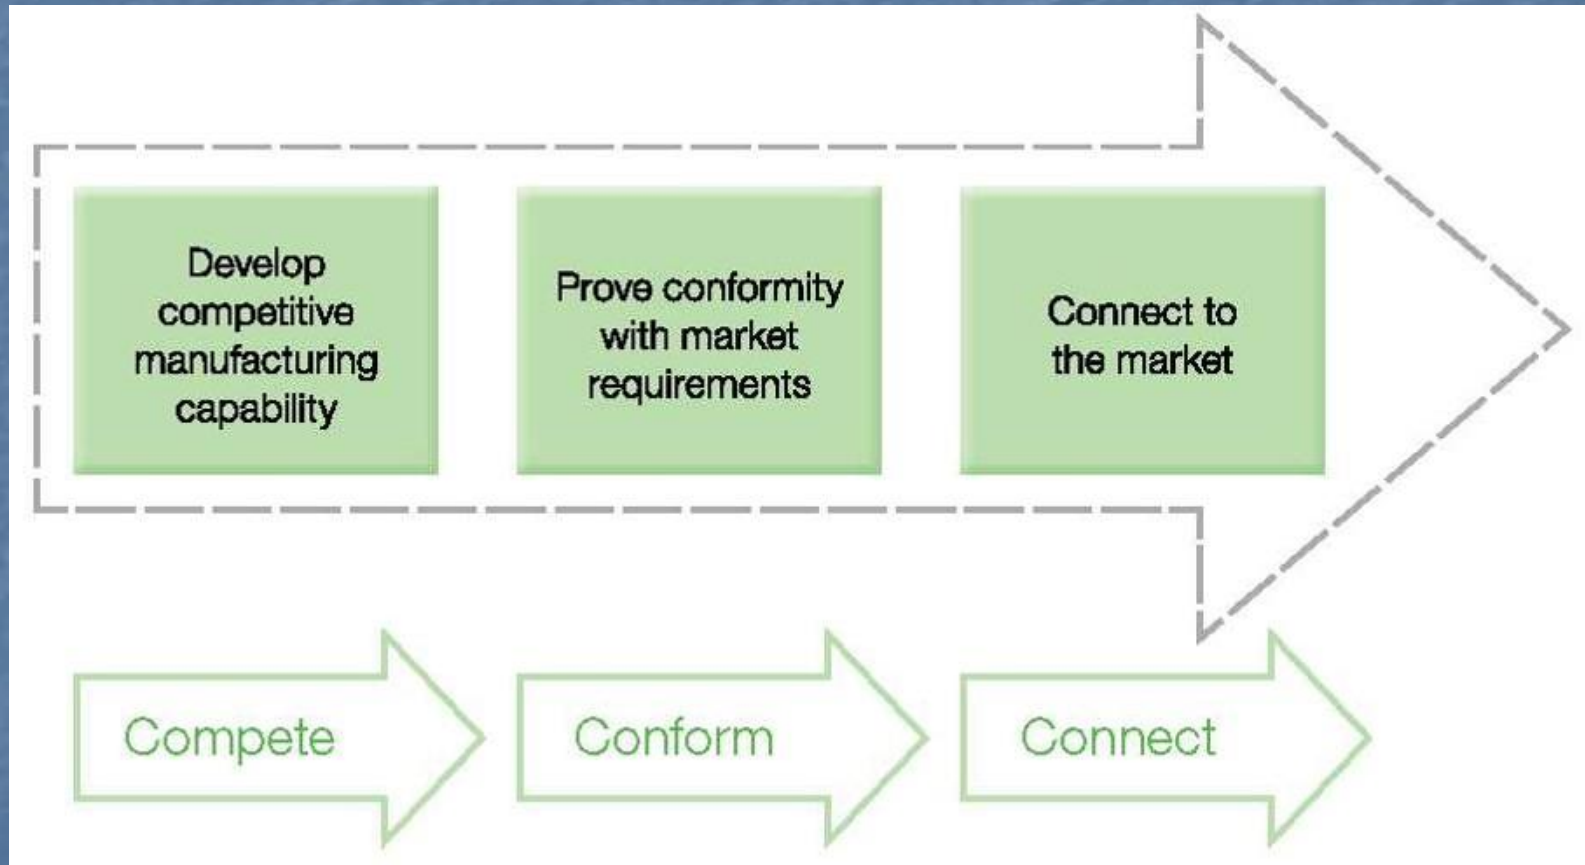 Develop
competitive
manufacturing
capability
Prove conformity
with market
requirements
Connect to
the market
Compete
Conform
Connect